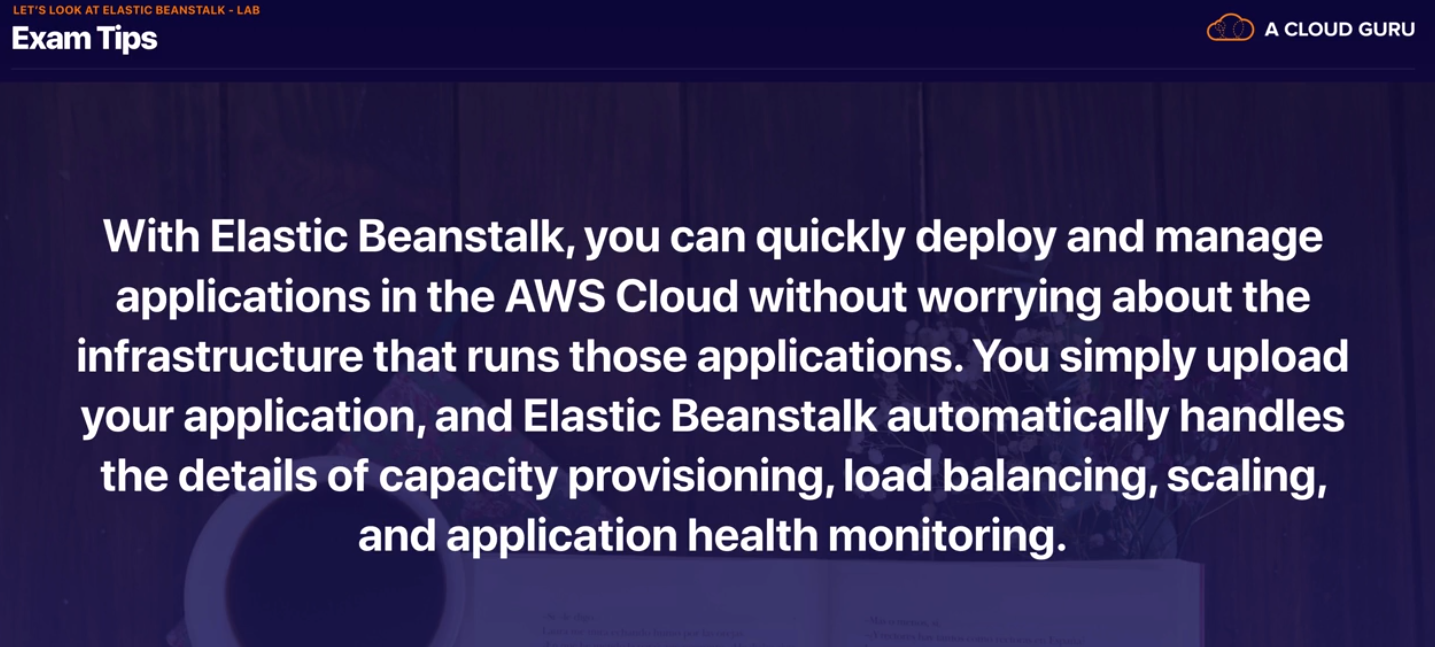 LET'S LOOK AT ELASTIC BEANSTALK - LAB
Exam Tips
A CLOUD GURU
With Elastic Beanstalk, you can quickly deploy and manage
applications in the AWS Cloud without worrying about the
infrastructure that runs those applications. You simply upload
your application, and Elastic Beanstalk automatically handles
the details of capacity provisioning, load balancing, scaling,
and application health monitoring.